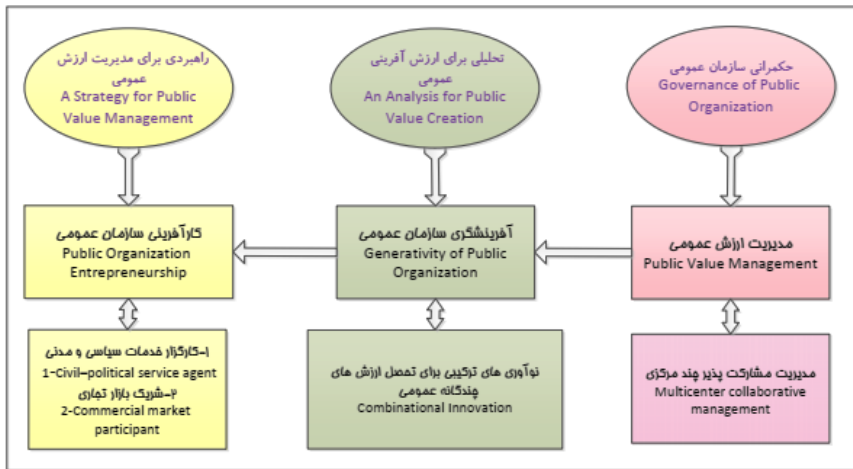 راهبردی برای مدیریت ارزش
عمومی
A Strategy for Public
Value Management
تحلیلی برای ارزش آفرینی
عمومی
An Analysis for Public
Value Creation
حکمرانی سازمان عمومی
Governance of Public
Organization
کارآفرینی سازمان عمومی
Public Organization
Entrepreneurship
آفرینشگری سازمان عمومی
Generativity of Public
Organization
مدیریت ارزش عمومی
Public Value Management
۱-کارگزار خدمات سیاسی و مدنی
1-Civil–political service agent
۲-شریک بازار تجاری
2-Commercial market
participant
نوآوری های ترکیبی برای تحصل ارزش های
چندگانه عمومی
Combinational Innovation
مدیریت مشارکت پذیر چند مرکزی
Multicenter collaborative
management